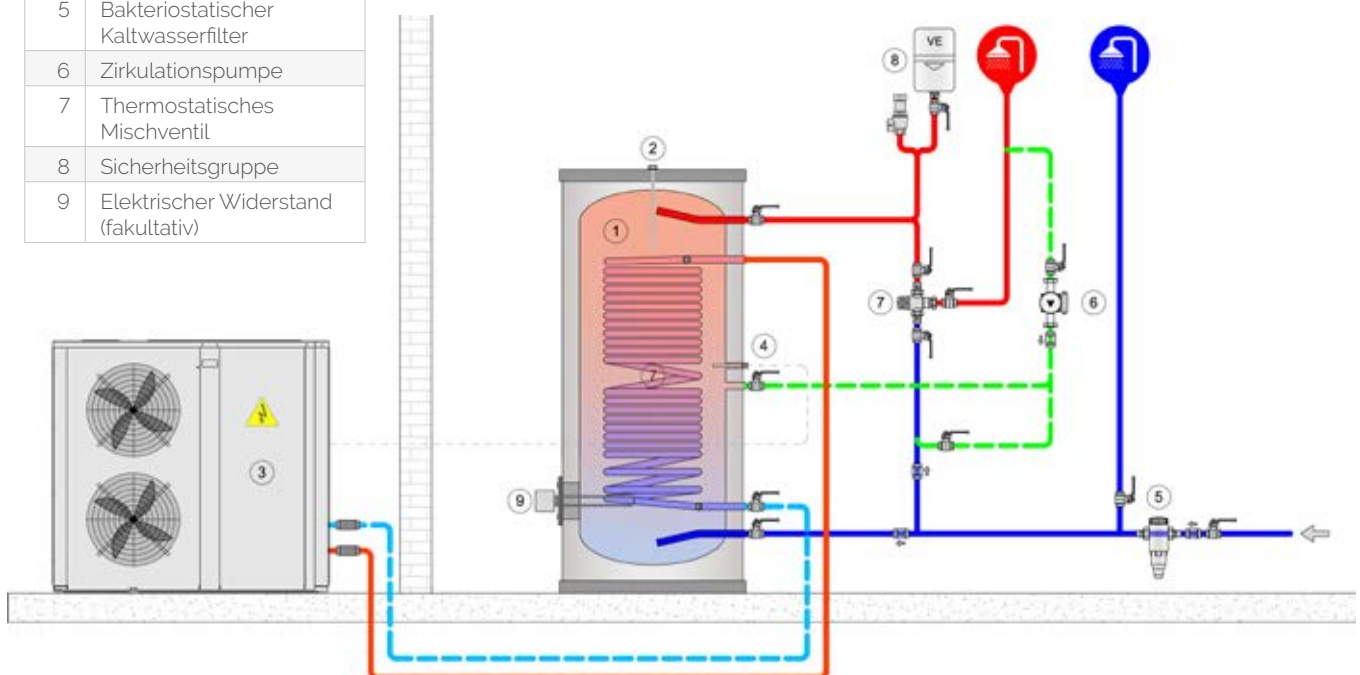 5 Bakteriostatischer
Kaltwasserfilter
6 Zirkulationspumpe
7 Thermostatisches
Mischventil
8 Sicherheitsgruppe
9 Elektrischer Widerstand
(fakultativ)
VE
8
2
1
7
6
4
7
3
9
5